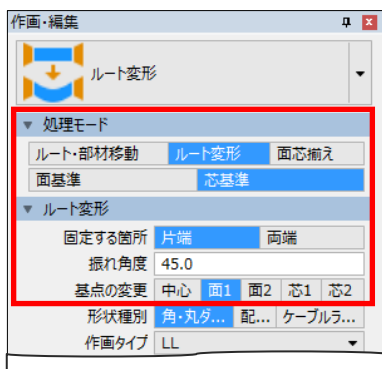 作画・編集
ルート変形
処理モード
ルート・部材移動 ルート変形 面芯揃え
面基準 芯基準
ルート変形
固定する箇所 片端 両端
振れ角度 45.0
基点の変更 中心 面1 面2 芯1 芯2
形状種別 角・丸ダ... 配... ケーブルラ...
作画タイプ LL